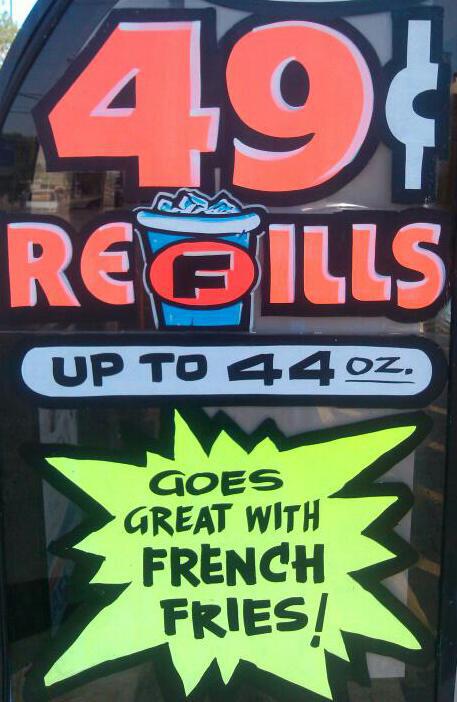 49¢
REFILLS
UP TO 44 OZ.
GOES
GREAT WITH
FRENCH
FRIES!